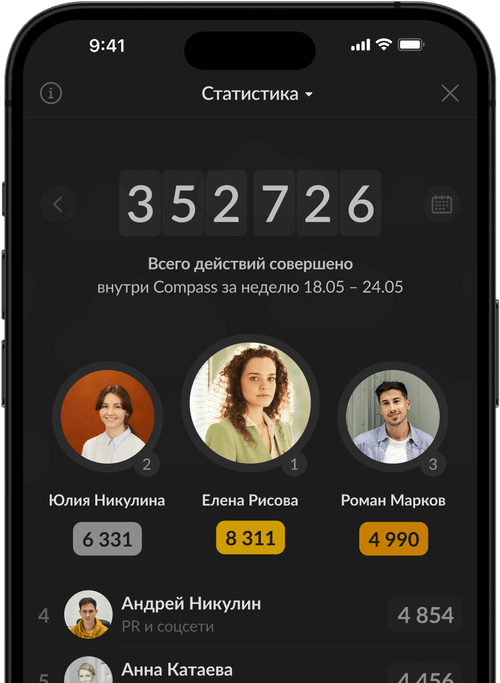 9:41
Статистика
352 726
Всего действий совершено
внутри Compass за неделю 18.05 – 24.05
2
1
3
Юлия Никулина
Елена Рисова
Роман Марков
6 331
8 311
4 990
4
Андрей Никулин
PR и соцсети
4 854
5
Анна Катаева
4 456